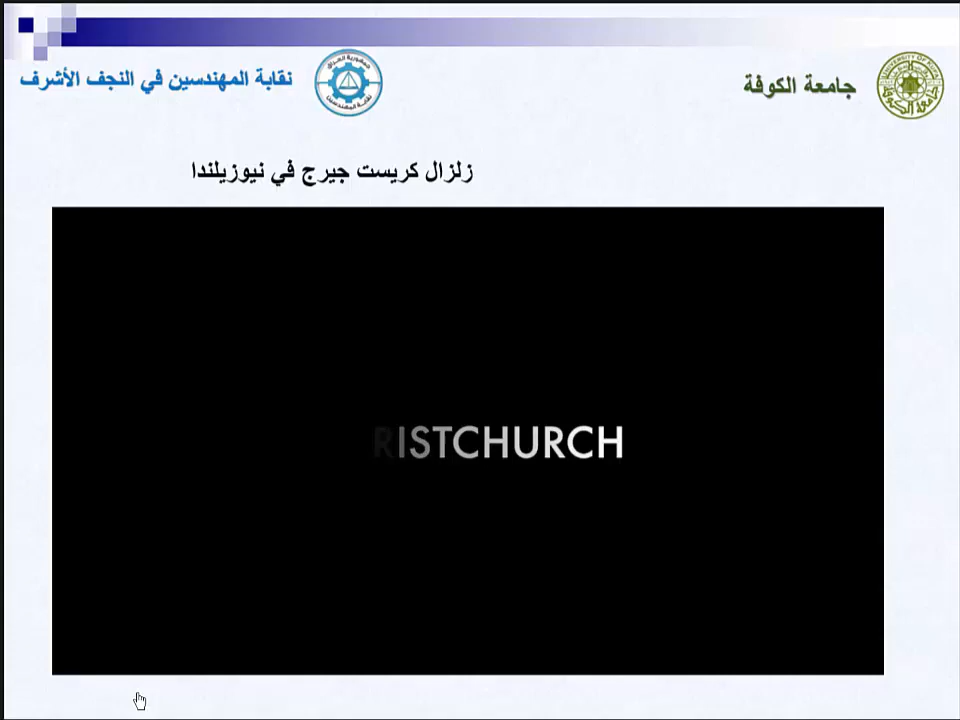 جامعة الكوفة
نقابة المهندسين في النجف الأشرف
زلزال كريست جيرج في نيوزيلندا
RISTCHURCH